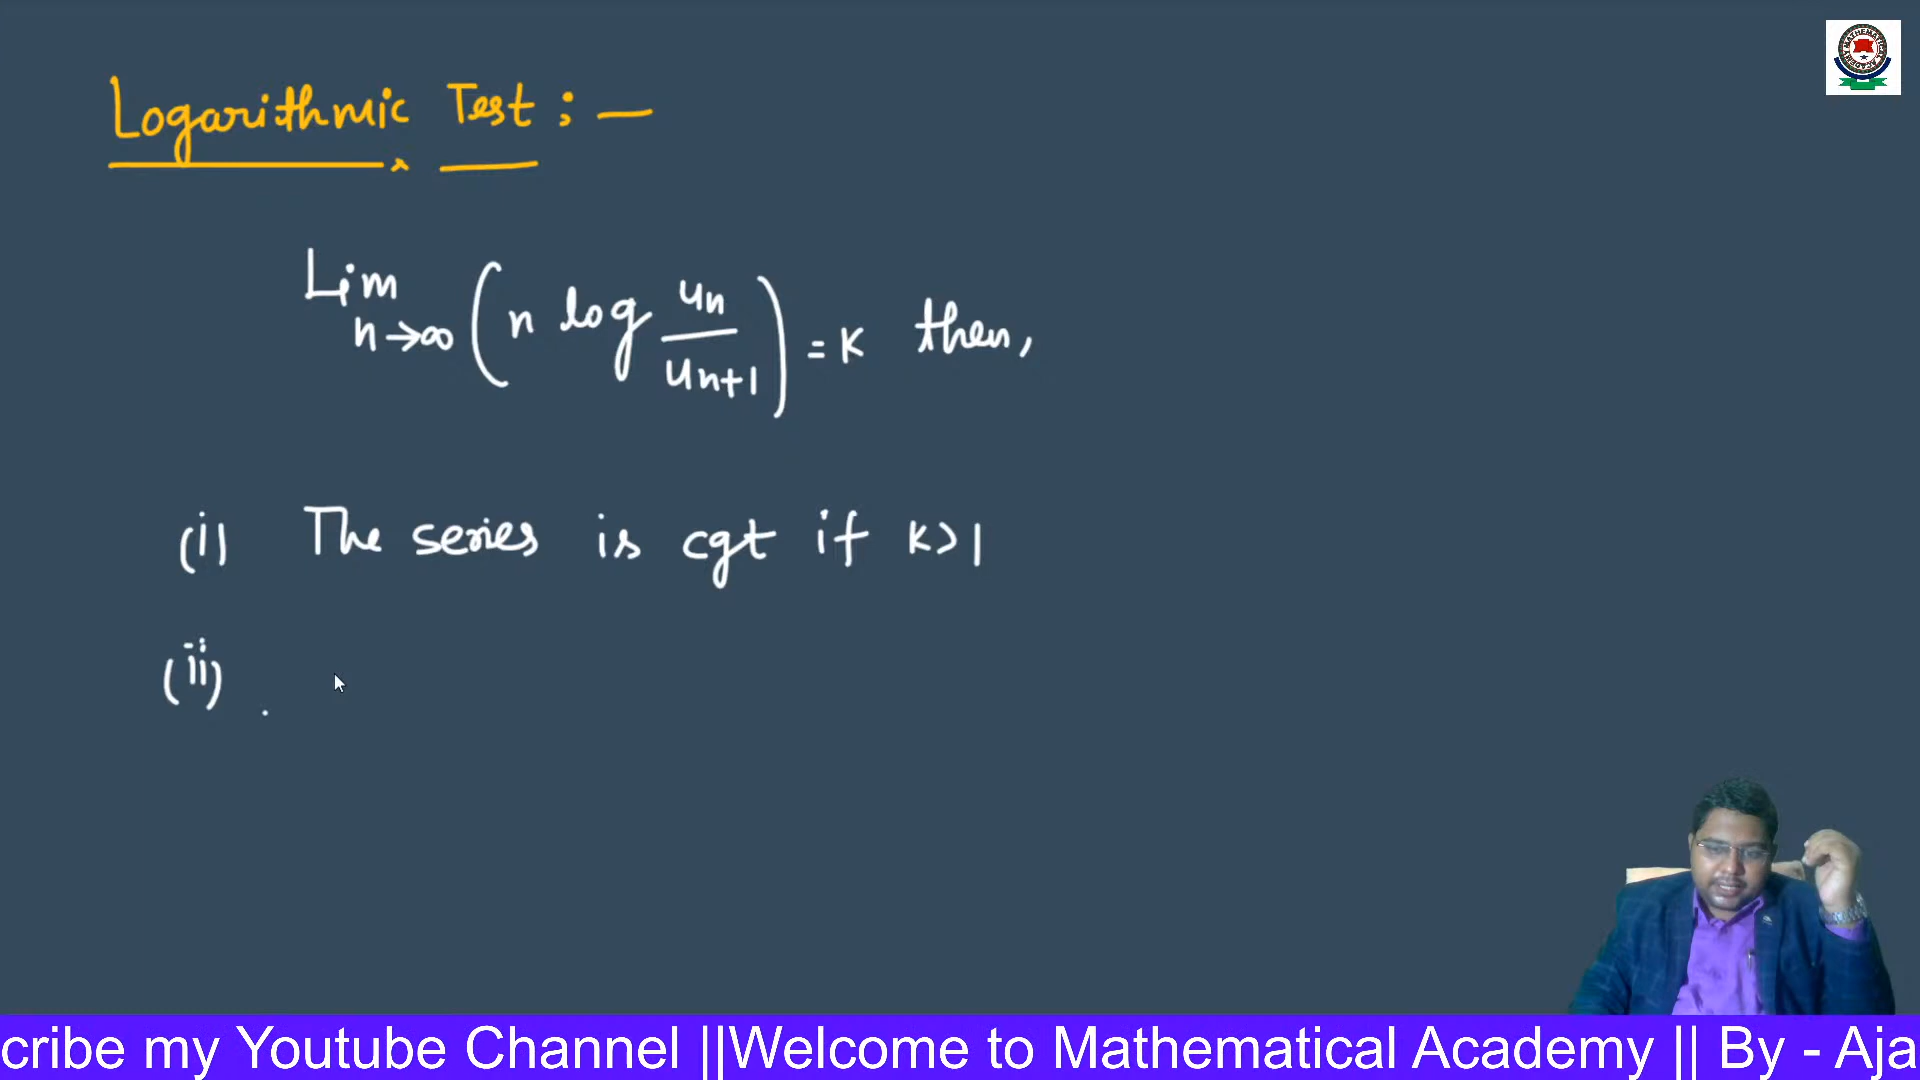 Logarithmic Test : —
Lim n→∞ ( n log un/un+1 ) = K then,
(i) The series is cgt if K>1
(ii) .
cribe my Youtube Channel ||Welcome to Mathematical Academy || By - Aja